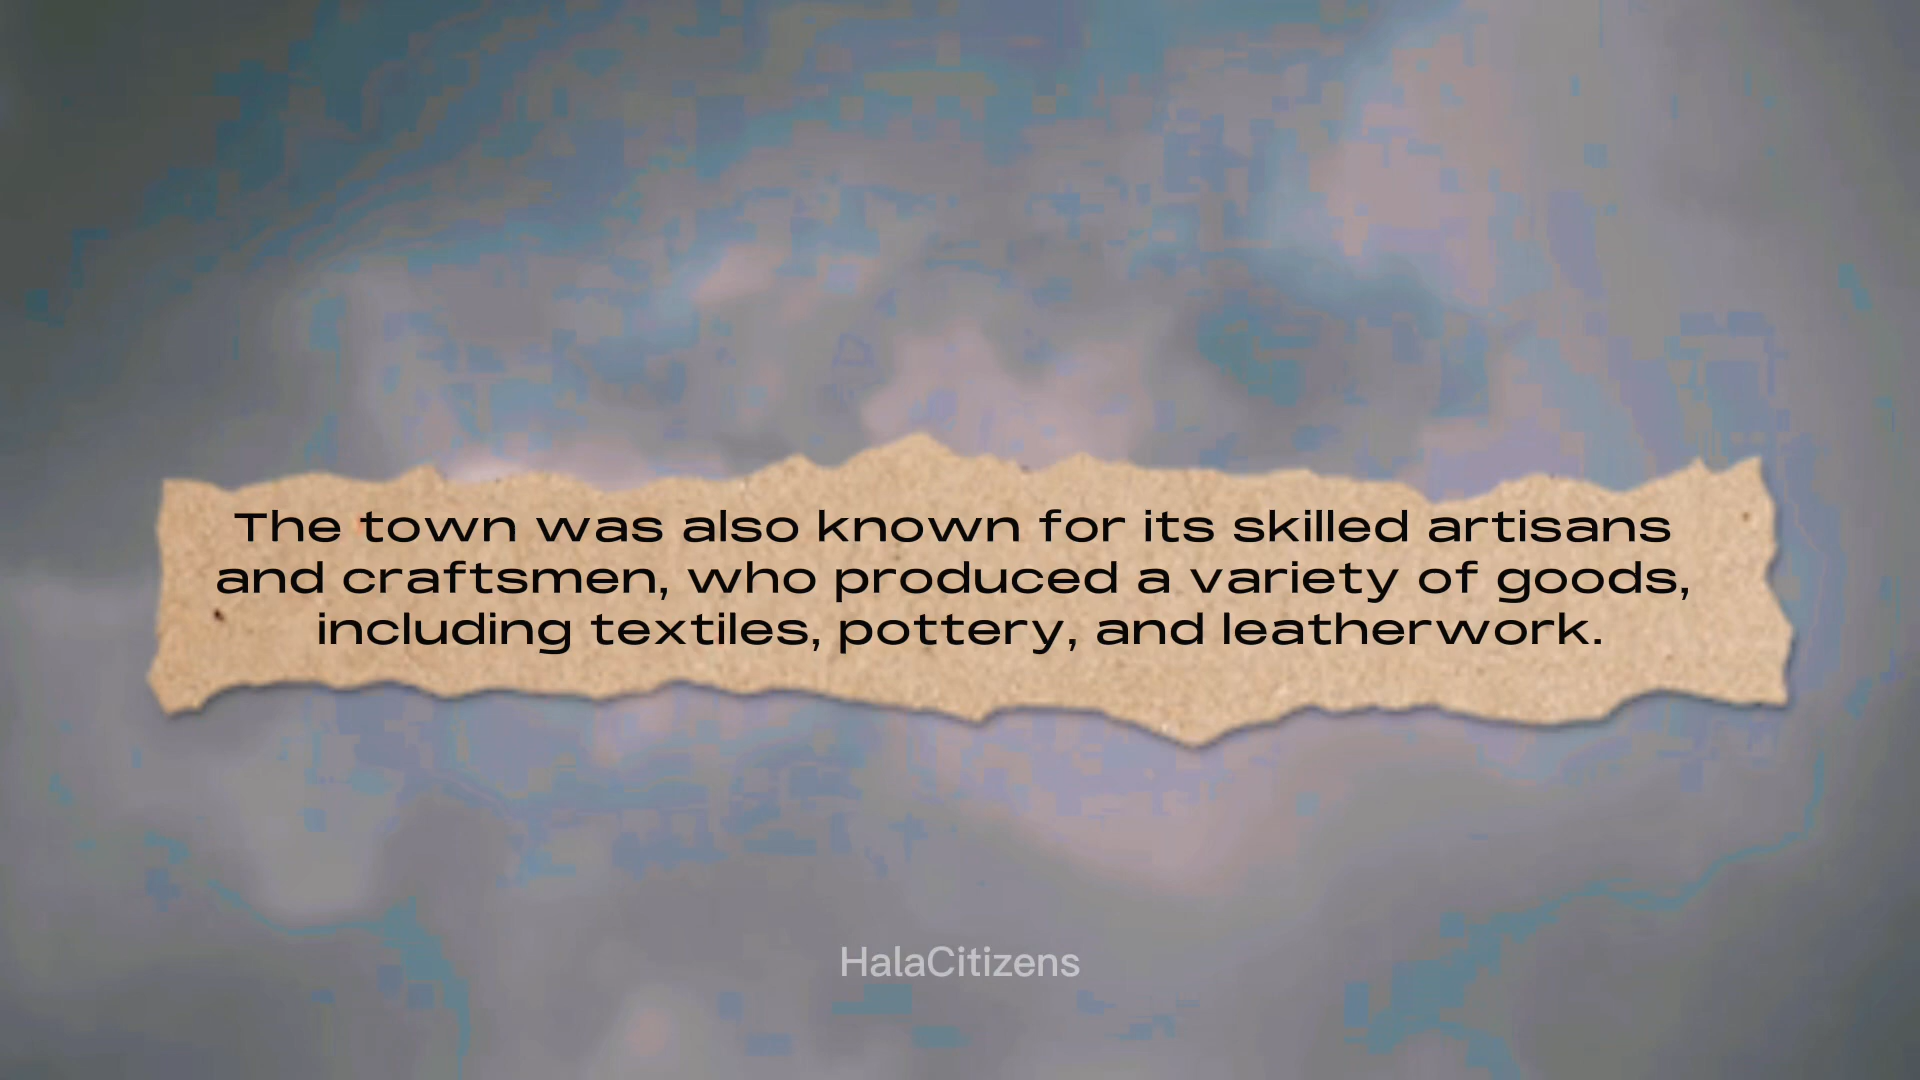 The town was also known for its skilled artisans
and craftsmen, who produced a variety of goods,
including textiles, pottery, and leatherwork.
HalaCitizens